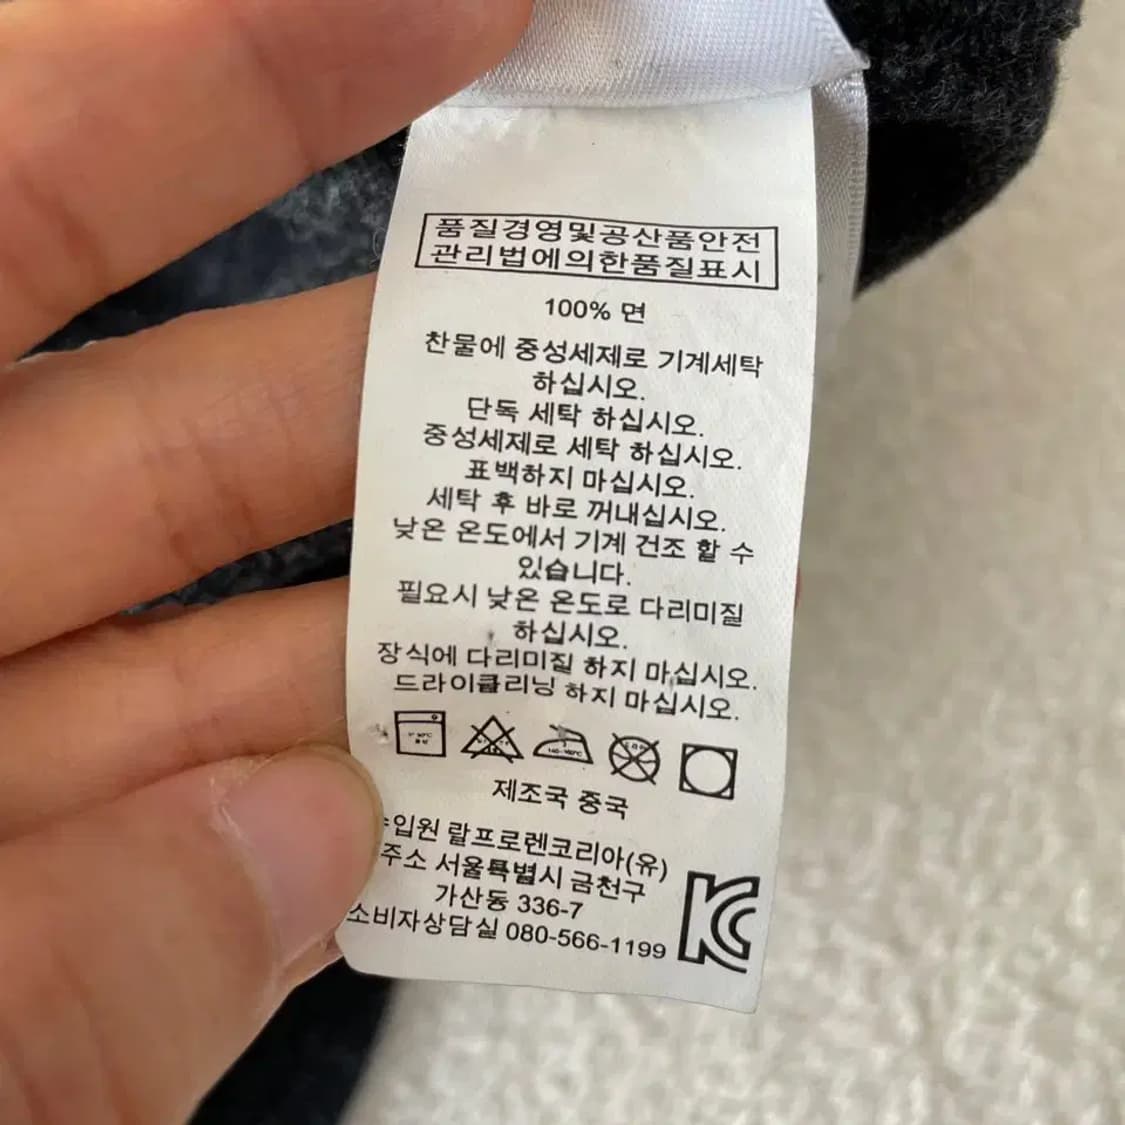 품질경영및공산품안전
관리법에의한품질표시
100% 면
찬물에 중성세제로 기계세탁
하십시오.
단독 세탁 하십시오.
중성세제로 세탁 하십시오.
표백하지 마십시오.
세탁 후 바로 꺼내십시오.
낮은 온도에서 기계 건조 할 수
있습니다.
필요시 낮은 온도로 다리미질
하십시오.
장식에 다리미질 하지 마십시오.
드라이클리닝 하지 마십시오.
제조국 중국
랄프로렌코리아(유)
주소 서울특별시 금천구
가산동 336-7
소비자상담실 080-566-1199
KC